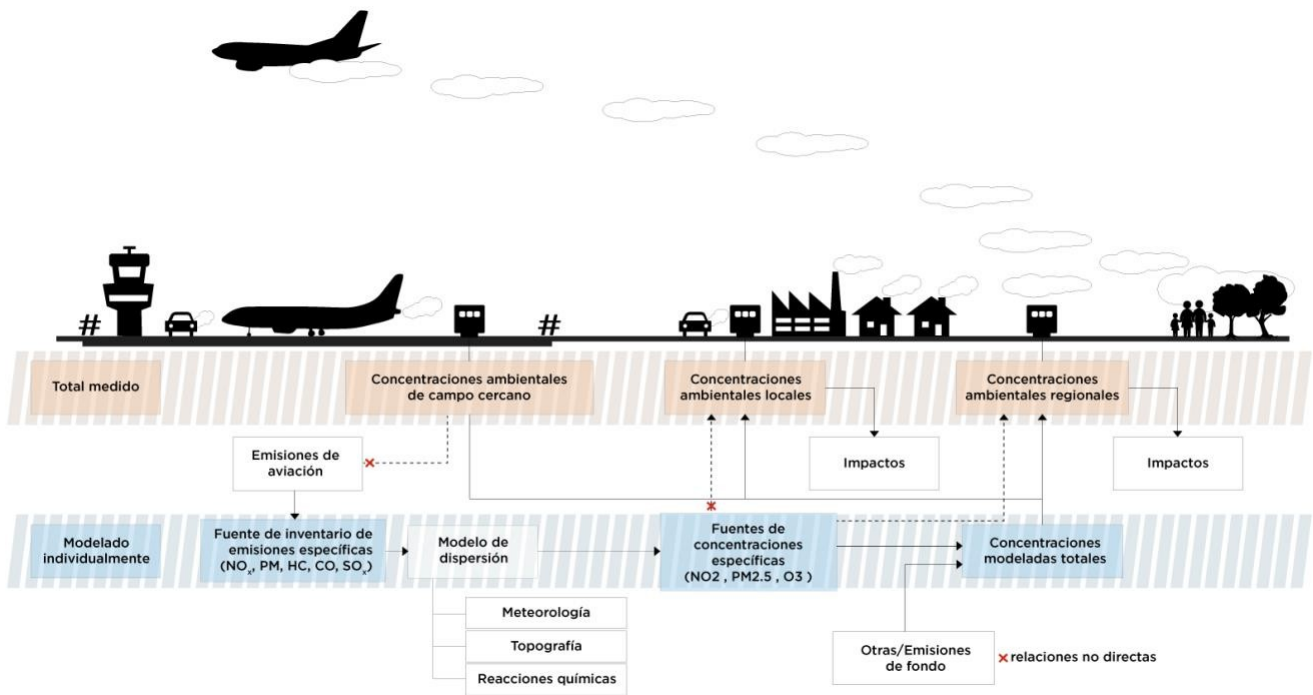 Total medido
Concentraciones ambientales
de campo cercano
Concentraciones
ambientales locales
Concentraciones
ambientales regionales
Emisiones de
aviación
Impactos
Impactos
Modelado
individualmente
Fuente de inventario de
emisiones específicas
(NOₓ, PM, HC, CO, SOₓ)
Modelo de
dispersión
Fuentes de
concentraciones
específicas
(NO2 , PM2.5 , O3 )
Concentraciones
modeladas totales
Meteorología
Topografía
Reacciones químicas
Otras/Emisiones
de fondo
× relaciones no directas